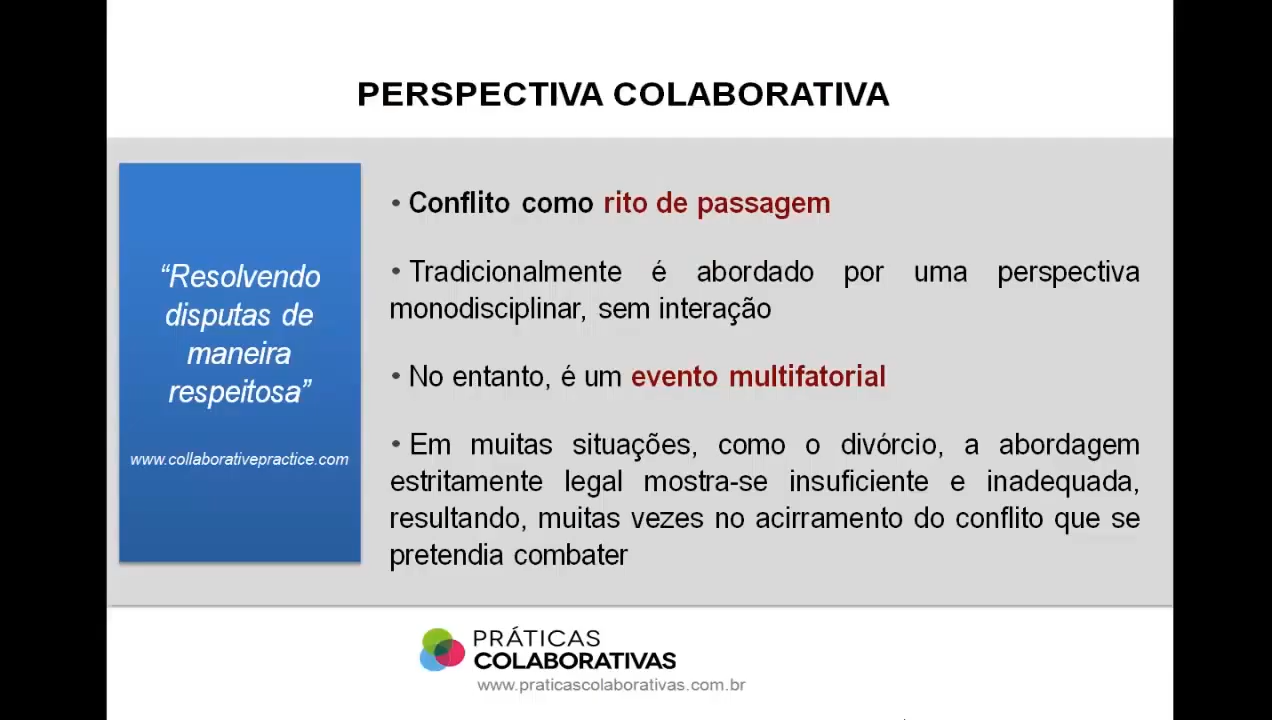 PERSPECTIVA COLABORATIVA
“Resolvendo
disputas de
maneira
respeitosa”
www.collaborativepractice.com
• Conflito como rito de passagem
• Tradicionalmente é abordado por uma perspectiva
monodisciplinar, sem interação
• No entanto, é um evento multifatorial
• Em muitas situações, como o divórcio, a abordagem
estritamente legal mostra-se insuficiente e inadequada,
resultando, muitas vezes no acirramento do conflito que se
pretendia combater
PRÁTICAS
COLABORATIVAS
www.praticascolaborativas.com.br